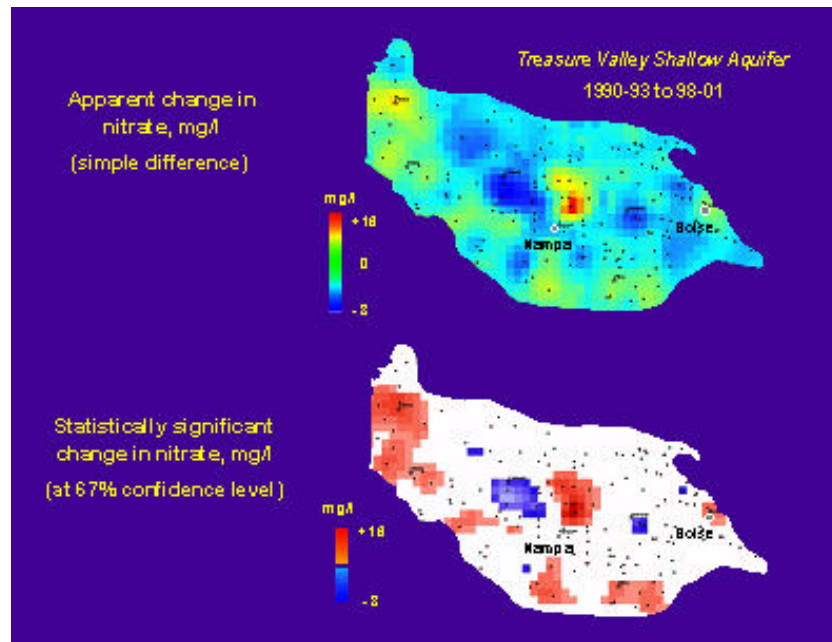 Treasure Valley Shallow Aquifer
1990-93 to 98-01
Apparent change in
nitrate, mg/l
(simple difference)
mg/l
+16
0
-8
Nampa
Boise
Statistically significant
change in nitrate, mg/l
(at 67% confidence level)
mg/l
+16
-8
Nampa
Boise